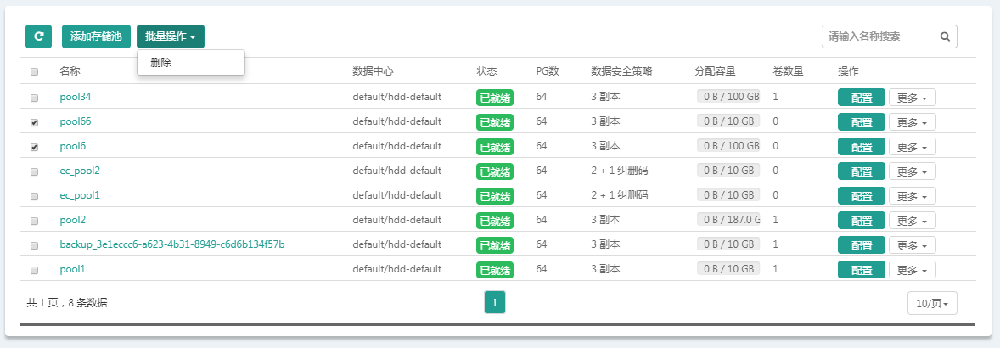 添加存储池 批量操作 请输入名称搜索
删除
名称 数据中心 状态 PG数 数据安全策略 分配容量 卷数量 操作
pool34 default/hdd-default 已就绪 64 3 副本 0 B / 100 GB 1 配置 更多
pool66 default/hdd-default 已就绪 64 3 副本 0 B / 10 GB 0 配置 更多
pool6 default/hdd-default 已就绪 64 3 副本 0 B / 100 GB 0 配置 更多
ec_pool2 default/hdd-default 已就绪 64 2 + 1 纠删码 0 B / 10 GB 0 配置 更多
ec_pool1 default/hdd-default 已就绪 64 2 + 1 纠删码 0 B / 10 GB 0 配置 更多
pool2 default/hdd-default 已就绪 64 3 副本 0 B / 187.0 G 1 配置 更多
backup_3e1eccc6-a623-4b31-8949-c6d6b134f57b default/hdd-default 已就绪 64 3 副本 0 B / 10 GB 1 配置 更多
pool1 default/hdd-default 已就绪 64 3 副本 0 B / 10 GB 1 配置 更多
共 1 页，8 条数据 1 10/页